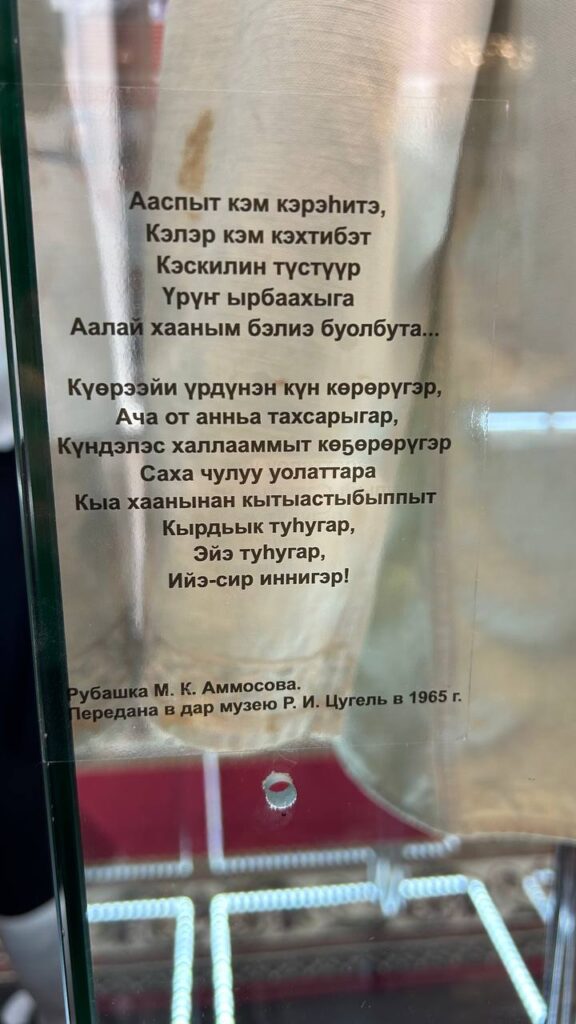 Ааспыт кэм кэрэһитэ,
Кэлэр кэм кэхтибэт
Кэскилин түстүүр
Үрүҥ ырбаахыга
Аалай хааным бэлиэ буолбута...
Күөрээйи үрдүнэн күн көрөрүгэр,
Ача от анньа тахсарыгар,
Күндэлэс халлааммыт көҕөрөрүгэр
Саха чулуу уолаттара
Кыа хаанынан кытыастыбыппыт
Кырдьык туһугар,
Эйэ туһугар,
Ийэ-сир иннигэр!
Рубашка М. К. Аммосова.
Передана в дар музею Р. И. Цугель в 1965 г.